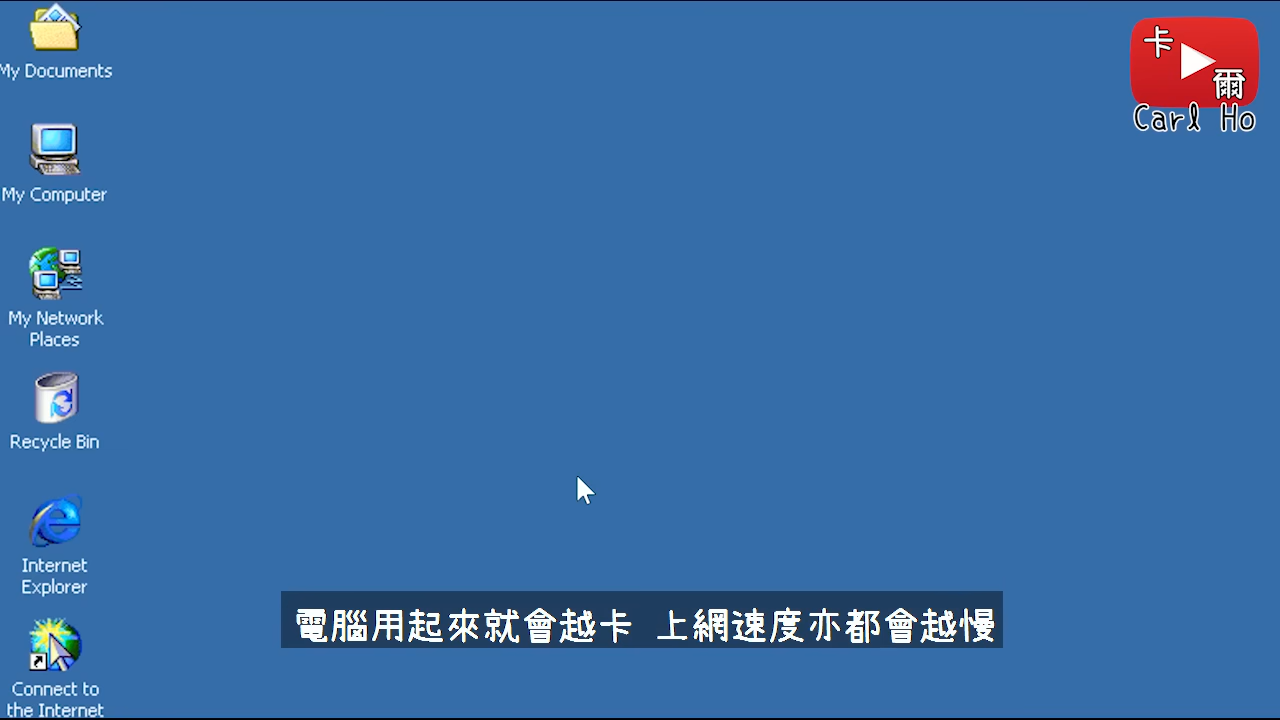 My Documents
卡
爾
Carl Ho
My Computer
My Network
Places
Recycle Bin
Internet
Explorer
電腦用起來就會越卡 上網速度亦都會越慢
Connect to
the Internet